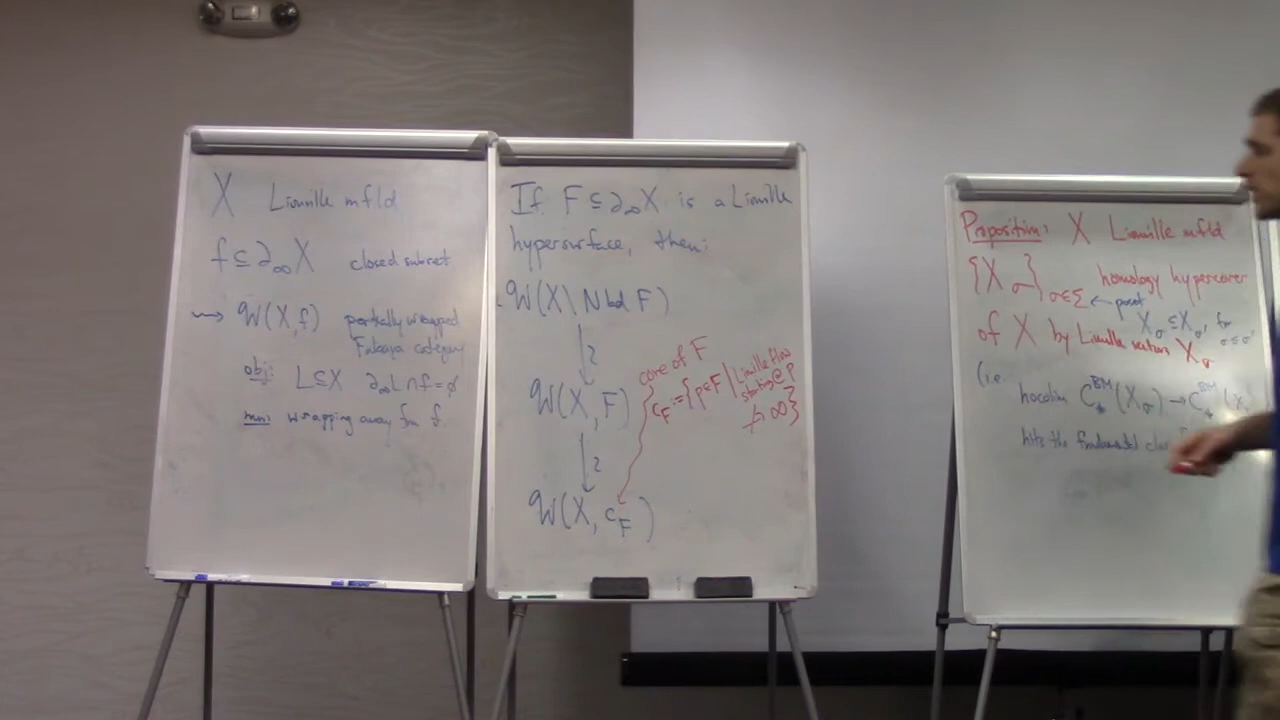 X Liouville mfld
f ⊆ ∂∞X closed subset
⇝ W(X,f) partially wrapped
Fukaya category
obj: L⊆X ∂∞L∩f=∅
mor: wrapping away from f.
If F ⊆ ∂∞X is a Liouville
hypersurface, then:
W(X\Nbd F)
↓ ~
W(X, F)
↓ ~
W(X, c_F)
core of F
c_F := {p∈F | Liouville flow
starting @ p
↛ ∞}
Proposition: X Liouville mfld
{X_σ}_{σ∈Σ} homology hypercover
← poset X_σ ⊆ X_σ' for
σ≤σ'
of X by Liouville sectors X_σ
(i.e.
hocolim C_*^{BM}(X_σ) → C_*^{BM}(X
hits the fundamental